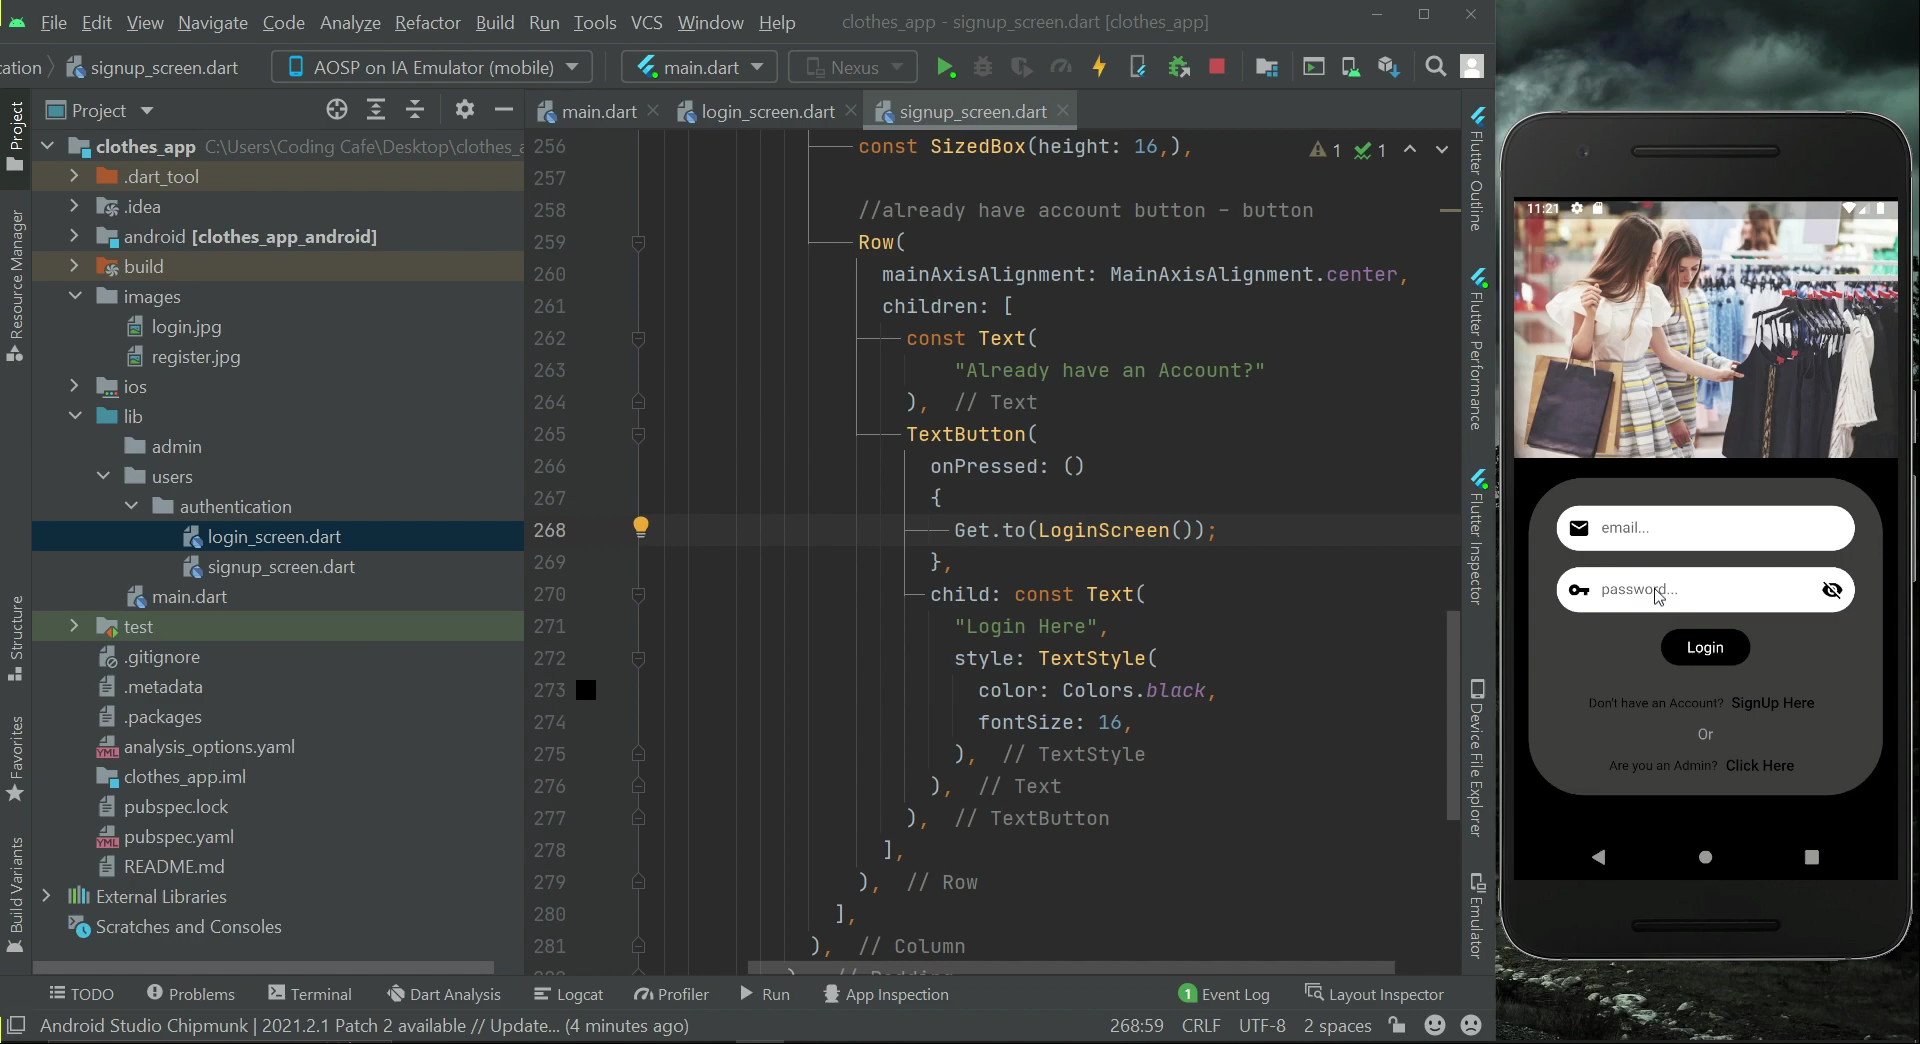 File Edit View Navigate Code Analyze Refactor Build Run Tools VCS Window Help clothes_app - signup_screen.dart [clothes_app]
cation signup_screen.dart AOSP on IA Emulator (mobile) main.dart Nexus
Project
main.dart login_screen.dart signup_screen.dart
clothes_app C:\Users\Coding Cafe\Desktop\clothes_a
.dart_tool
.idea
android [clothes_app_android]
build
images
login.jpg
register.jpg
ios
lib
admin
users
authentication
login_screen.dart
signup_screen.dart
main.dart
test
.gitignore
.metadata
.packages
analysis_options.yaml
clothes_app.iml
pubspec.lock
pubspec.yaml
README.md
External Libraries
Scratches and Consoles
Project
Resource Manager
Structure
Favorites
Build Variants
1 1
256 const SizedBox(height: 16,),
257
258 //already have account button - button
259 Row(
260 mainAxisAlignment: MainAxisAlignment.center,
261 children: [
262 const Text(
263 "Already have an Account?"
264 ), // Text
265 TextButton(
266 onPressed: ()
267 {
268 Get.to(LoginScreen());
269 },
270 child: const Text(
271 "Login Here",
272 style: TextStyle(
273 color: Colors.black,
274 fontSize: 16,
275 ), // TextStyle
276 ), // Text
277 ), // TextButton
278 ],
279 ), // Row
280 ],
281 ), // Column
Flutter Outline
Flutter Performance
Flutter Inspector
Device File Explorer
Emulator
11:21
email...
password...
Login
Don't have an Account? SignUp Here
Or
Are you an Admin? Click Here
TODO Problems Terminal Dart Analysis Logcat Profiler Run App Inspection 1 Event Log Layout Inspector
Android Studio Chipmunk | 2021.2.1 Patch 2 available // Update... (4 minutes ago) 268:59 CRLF UTF-8 2 spaces